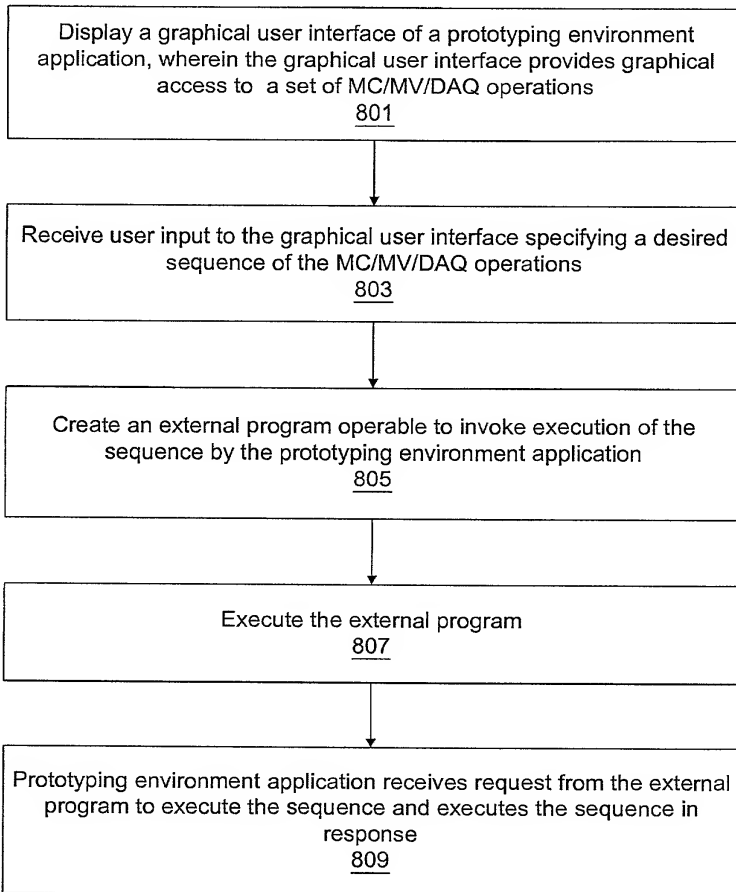 Display a graphical user interface of a prototyping environment
application, wherein the graphical user interface provides graphical
access to a set of MC/MV/DAQ operations
801
Receive user input to the graphical user interface specifying a desired
sequence of the MC/MV/DAQ operations
803
Create an external program operable to invoke execution of the
sequence by the prototyping environment application
805
Execute the external program
807
Prototyping environment application receives request from the external
program to execute the sequence and executes the sequence in
response
809